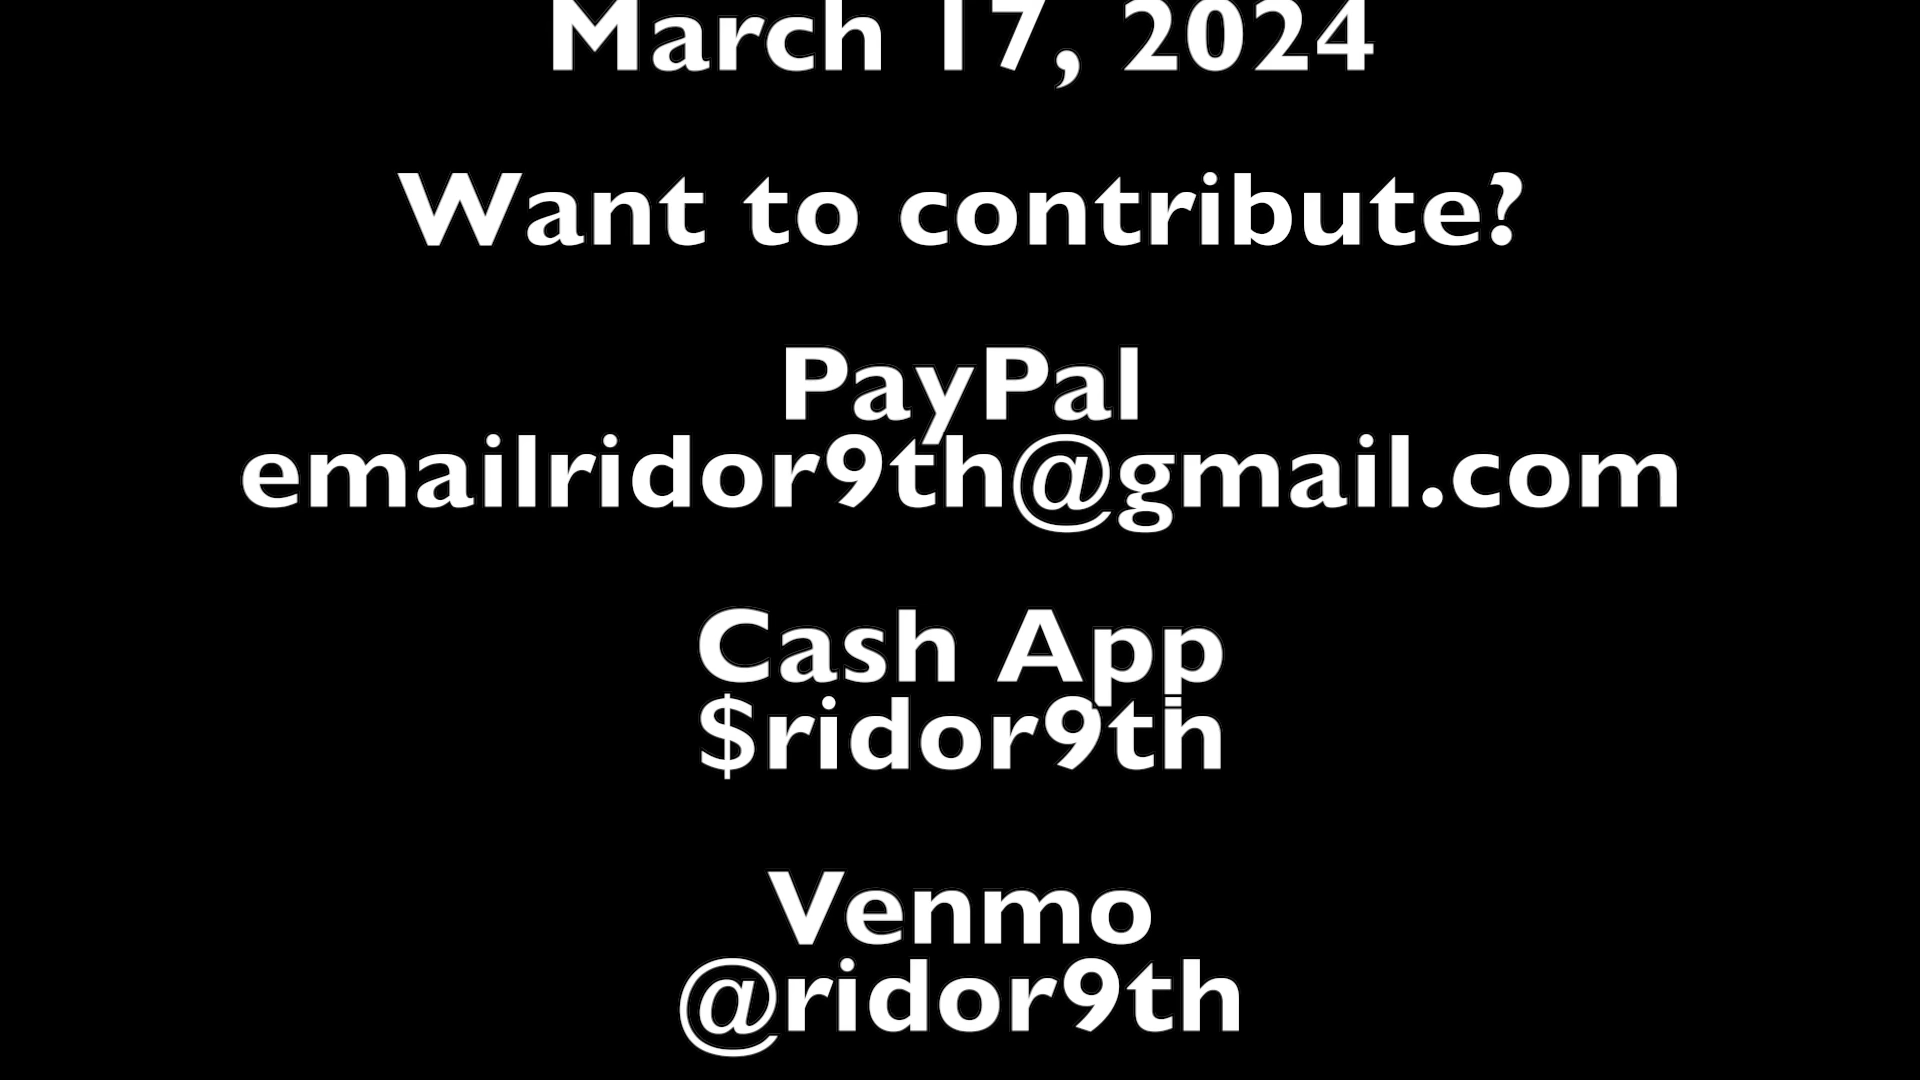 March 17, 2024
Want to contribute?
PayPal
emailridor9th@gmail.com
Cash App
$ridor9th
Venmo
@ridor9th